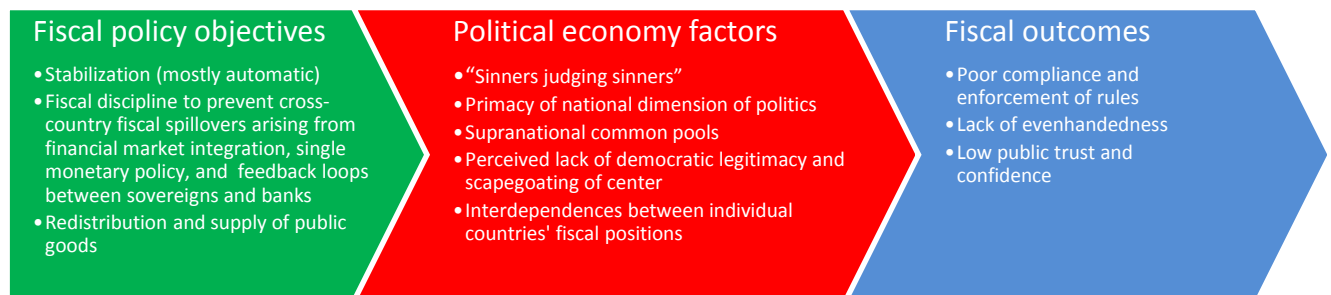 Fiscal policy objectives
•Stabilization (mostly automatic)
•Fiscal discipline to prevent cross-
country fiscal spillovers arising from
financial market integration, single
monetary policy, and feedback loops
between sovereigns and banks
•Redistribution and supply of public
goods
Political economy factors
•“Sinners judging sinners”
•Primacy of national dimension of politics
•Supranational common pools
•Perceived lack of democratic legitimacy and
scapegoating of center
•Interdependences between individual
countries' fiscal positions
Fiscal outcomes
•Poor compliance and
enforcement of rules
•Lack of evenhandedness
•Low public trust and
confidence